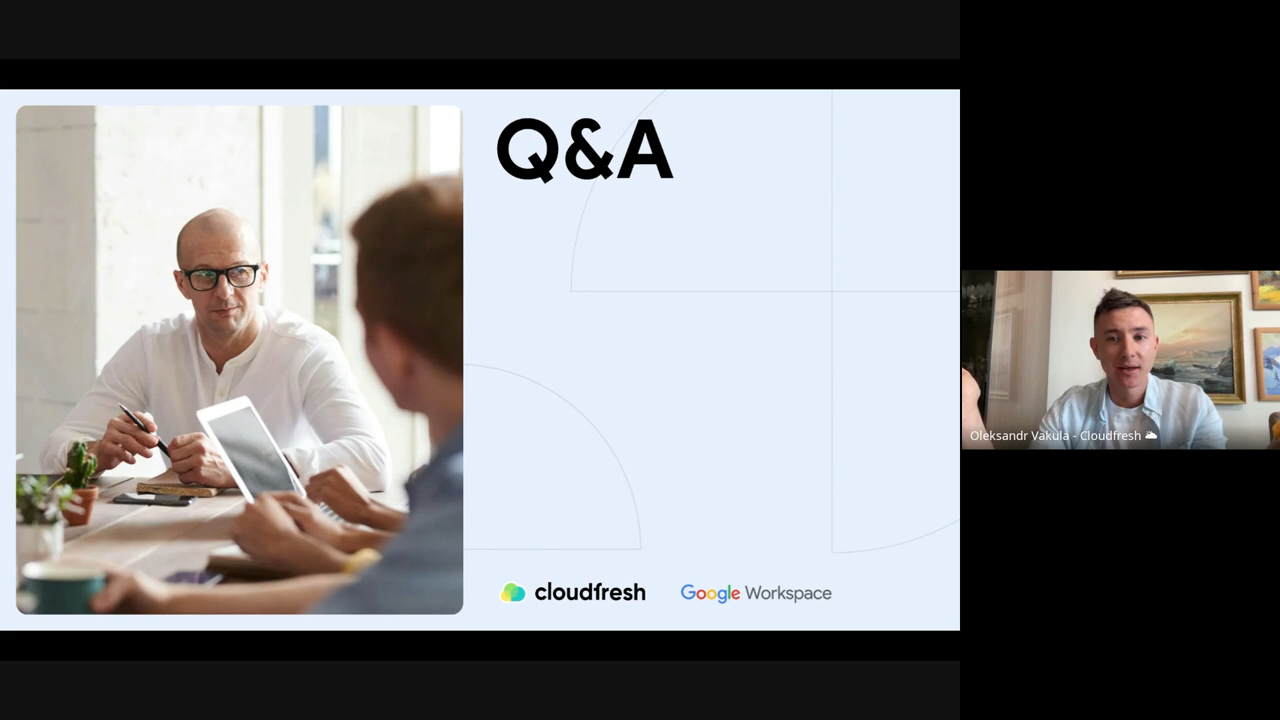 Q&A
cloudfresh
Google Workspace
Oleksandr Vakula - Cloudfresh 🌥